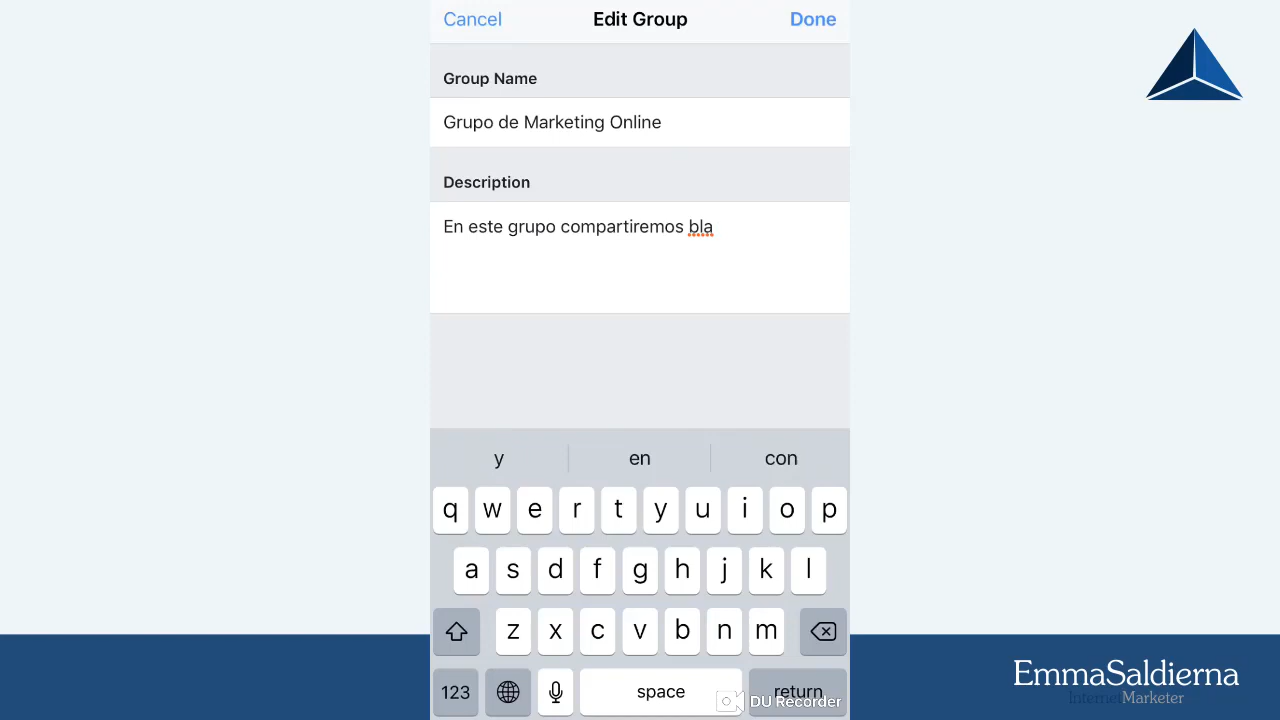 Cancel Edit Group Done
Group Name
Grupo de Marketing Online
Description
En este grupo compartiremos bla
y en con
q w e r t y u i o p
a s d f g h j k l
z x c v b n m
123 space return
DU Recorder
EmmaSaldierna
Internet Marketer